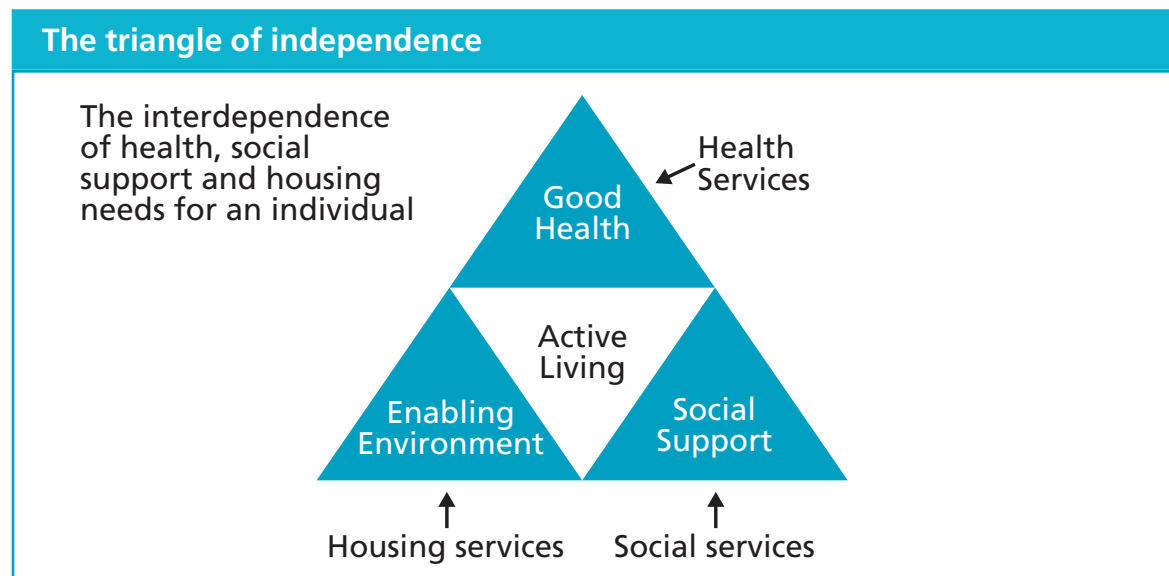 The triangle of independence
The interdependence
of health, social
support and housing
needs for an individual
Health
Services
Good
Health
Active
Living
Enabling
Environment
Social
Support
Housing services
Social services